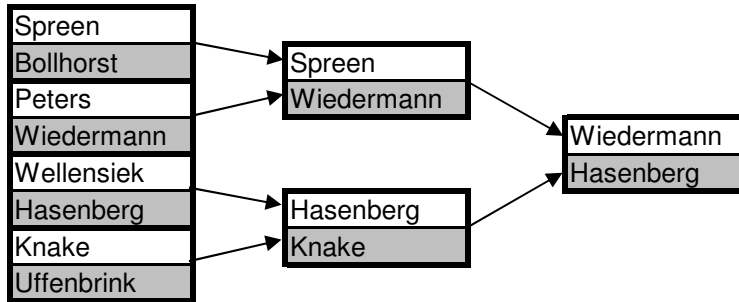 Spreen
Bollhorst
Peters
Wiedermann
Wellensiek
Hasenberg
Knake
Uffenbrink
Spreen
Wiedermann
Hasenberg
Knake
Wiedermann
Hasenberg